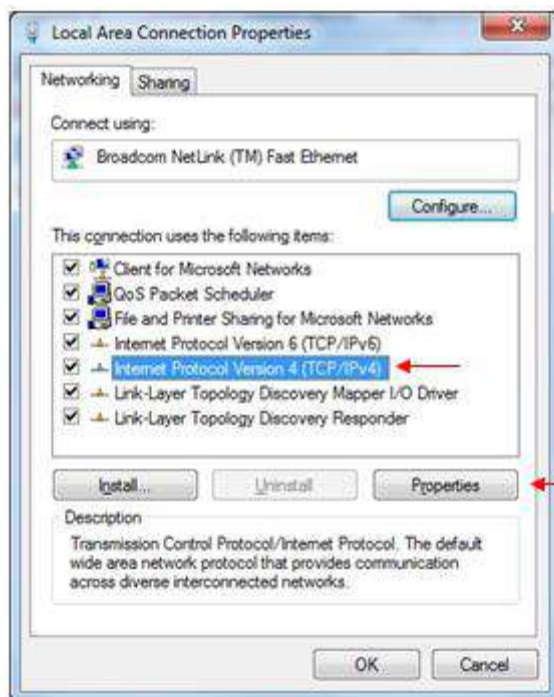 Local Area Connection Properties
Networking
Sharing
Connect using:
Broadcom NetLink (TM) Fast Ethernet
Configure...
This connection uses the following items:
Client for Microsoft Networks
QoS Packet Scheduler
File and Printer Sharing for Microsoft Networks
Internet Protocol Version 6 (TCP/IPv6)
Internet Protocol Version 4 (TCP/IPv4)
Link-Layer Topology Discovery Mapper I/O Driver
Link-Layer Topology Discovery Responder
Install...
Uninstall
Properties
Description
Transmission Control Protocol/Internet Protocol. The default
wide area network protocol that provides communication
across diverse interconnected networks.
OK
Cancel